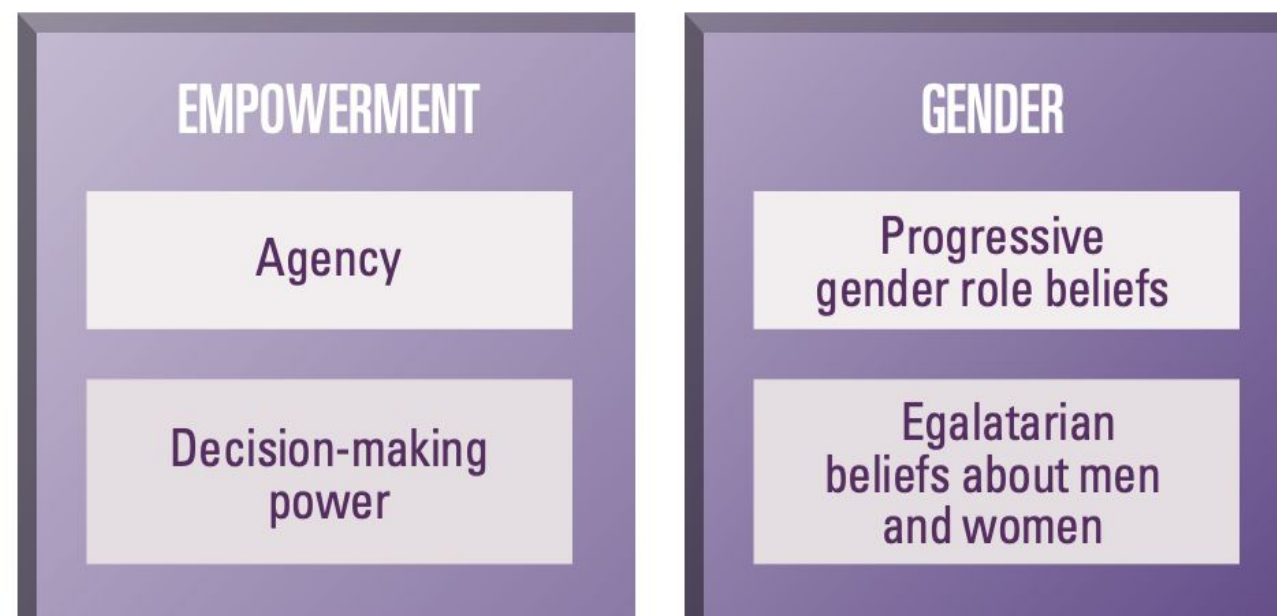 EMPOWERMENT
Agency
Decision-making
power
GENDER
Progressive
gender role beliefs
Egalatarian
beliefs about men
and women